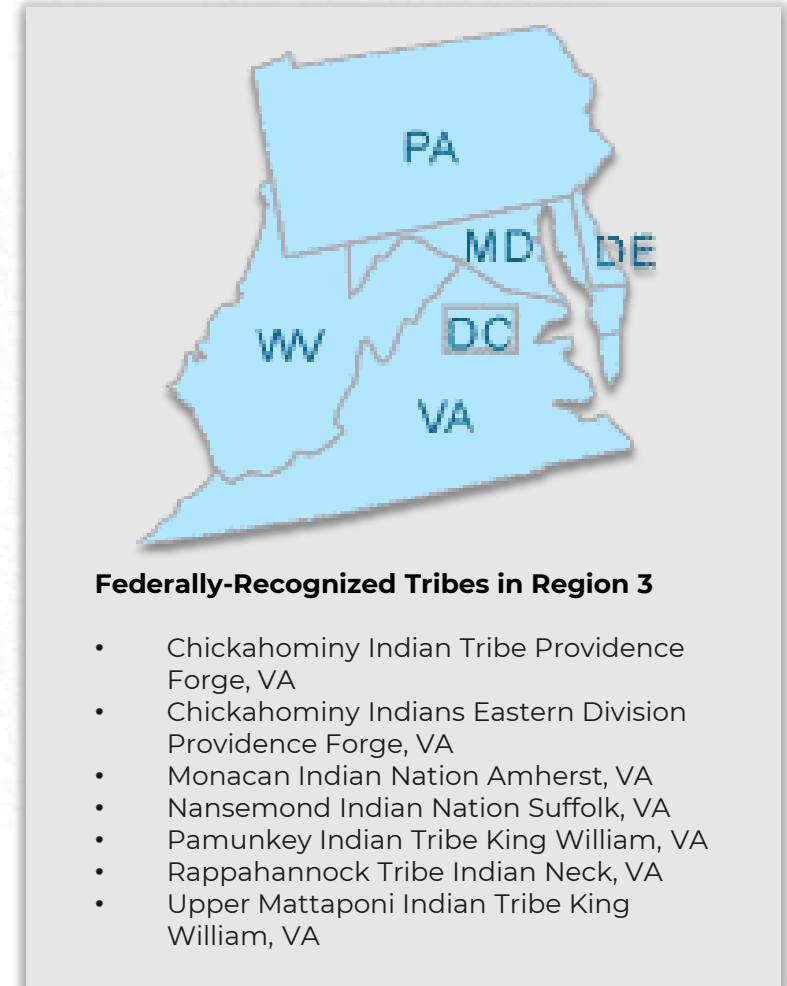 PA
MD
DE
WV
DC
VA
Federally-Recognized Tribes in Region 3
• Chickahominy Indian Tribe Providence
Forge, VA
• Chickahominy Indians Eastern Division
Providence Forge, VA
• Monacan Indian Nation Amherst, VA
• Nansemond Indian Nation Suffolk, VA
• Pamunkey Indian Tribe King William, VA
• Rappahannock Tribe Indian Neck, VA
• Upper Mattaponi Indian Tribe King
William, VA